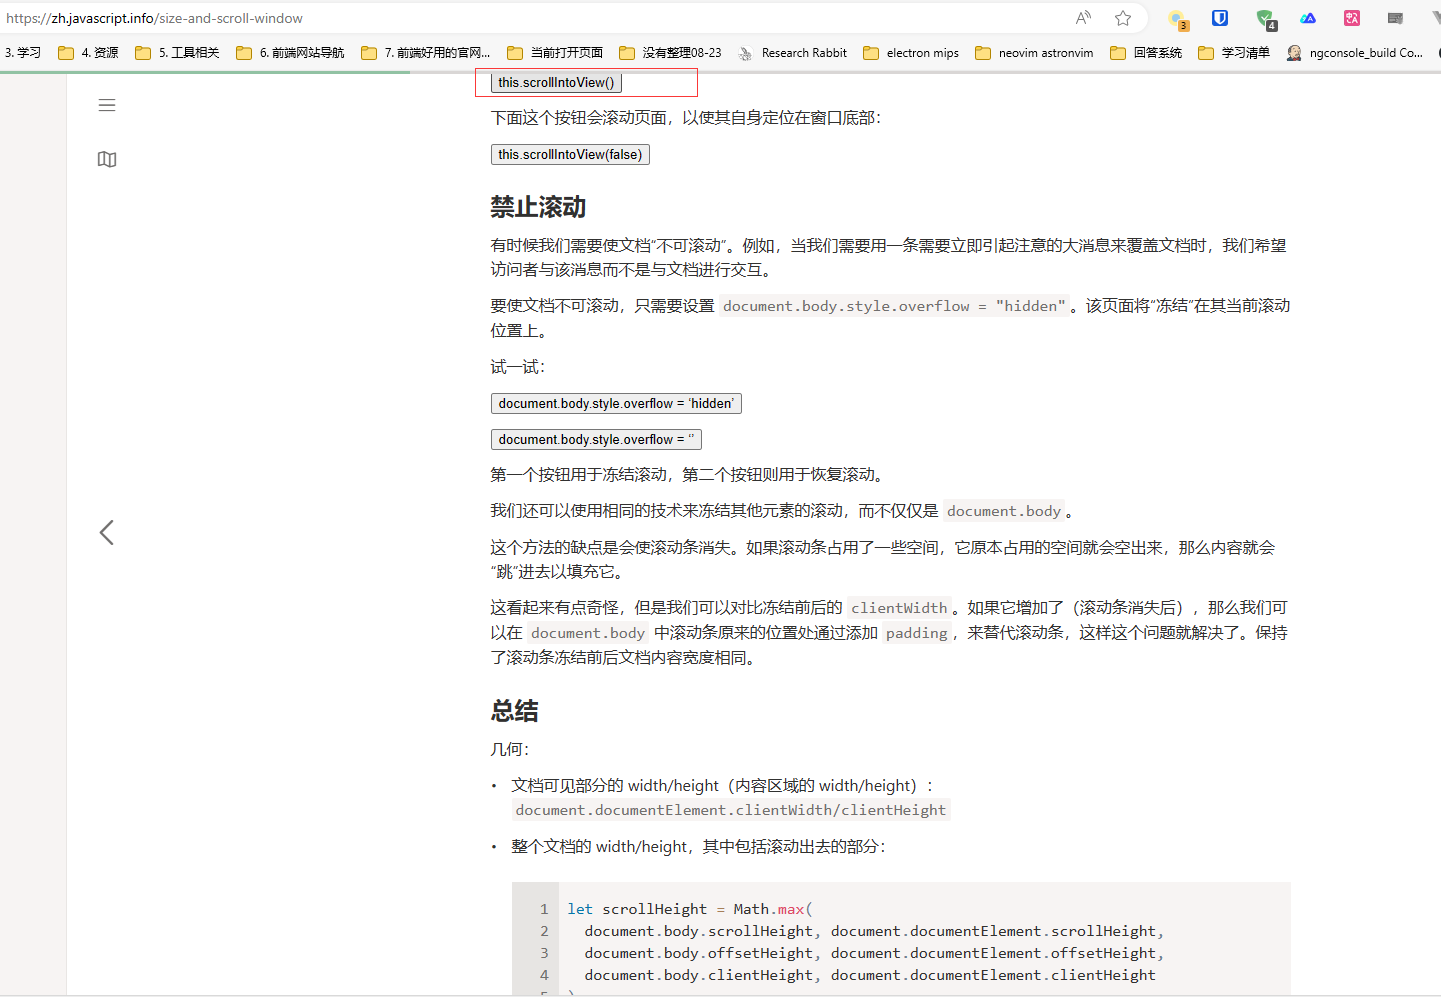 https://zh.javascript.info/size-and-scroll-window
3
4
3. 学习
4. 资源
5. 工具相关
6. 前端网站导航
7. 前端好用的官网...
当前打开页面
没有整理08-23
Research Rabbit
electron mips
neovim astronvim
回答系统
学习清单
ngconsole_build Co...
this.scrollIntoView()
下面这个按钮会滚动页面，以使其自身定位在窗口底部：
this.scrollIntoView(false)
禁止滚动
有时候我们需要使文档“不可滚动”。例如，当我们需要用一条需要立即引起注意的大消息来覆盖文档时，我们希望
访问者与该消息而不是与文档进行交互。
要使文档不可滚动，只需要设置 document.body.style.overflow = "hidden"。该页面将“冻结”在其当前滚动
位置上。
试一试：
document.body.style.overflow = ‘hidden’
document.body.style.overflow = ‘’
第一个按钮用于冻结滚动，第二个按钮则用于恢复滚动。
我们还可以使用相同的技术来冻结其他元素的滚动，而不仅仅是 document.body。
这个方法的缺点是会使滚动条消失。如果滚动条占用了一些空间，它原本占用的空间就会空出来，那么内容就会
“跳”进去以填充它。
这看起来有点奇怪，但是我们可以对比冻结前后的 clientWidth。如果它增加了（滚动条消失后），那么我们可
以在 document.body 中滚动条原来的位置处通过添加 padding，来替代滚动条，这样这个问题就解决了。保持
了滚动条冻结前后文档内容宽度相同。
总结
几何：
• 文档可见部分的 width/height（内容区域的 width/height）：
document.documentElement.clientWidth/clientHeight
• 整个文档的 width/height，其中包括滚动出去的部分：
1 let scrollHeight = Math.max(
2 document.body.scrollHeight, document.documentElement.scrollHeight,
3 document.body.offsetHeight, document.documentElement.offsetHeight,
4 document.body.clientHeight, document.documentElement.clientHeight